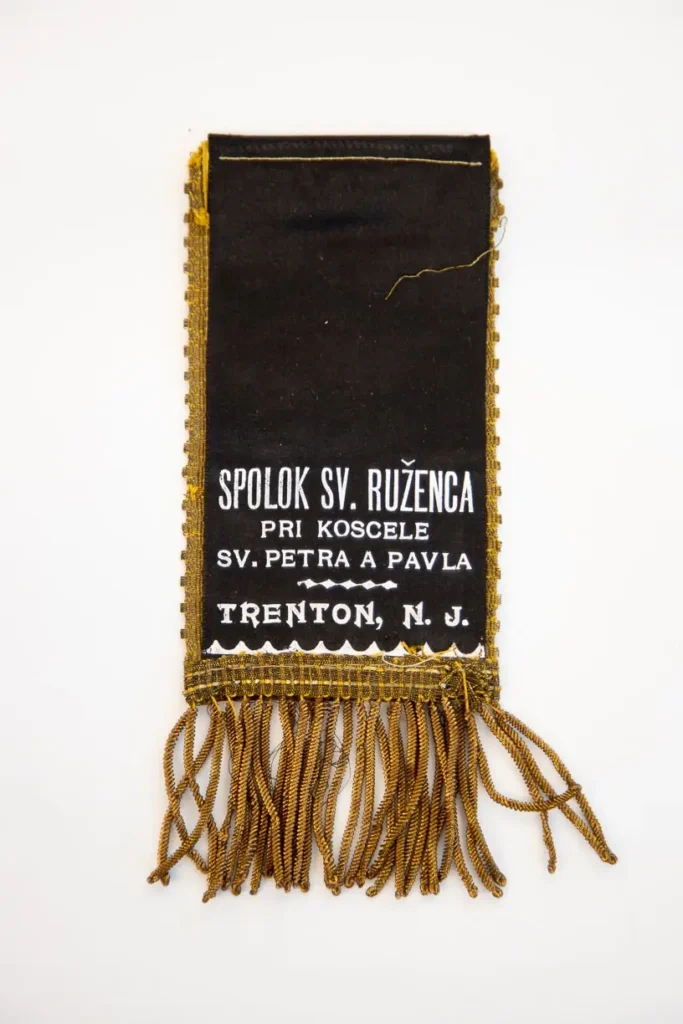 SPOLOK SV. RUŽENCA
PRI KOSCELE
SV. PETRA A PAVLA
TRENTON, N. J.